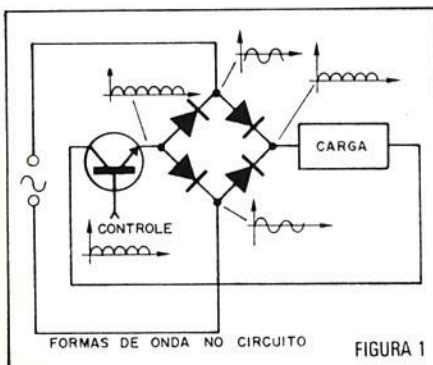 CARGA
CONTROLE
FORMAS DE ONDA NO CIRCUITO
FIGURA 1